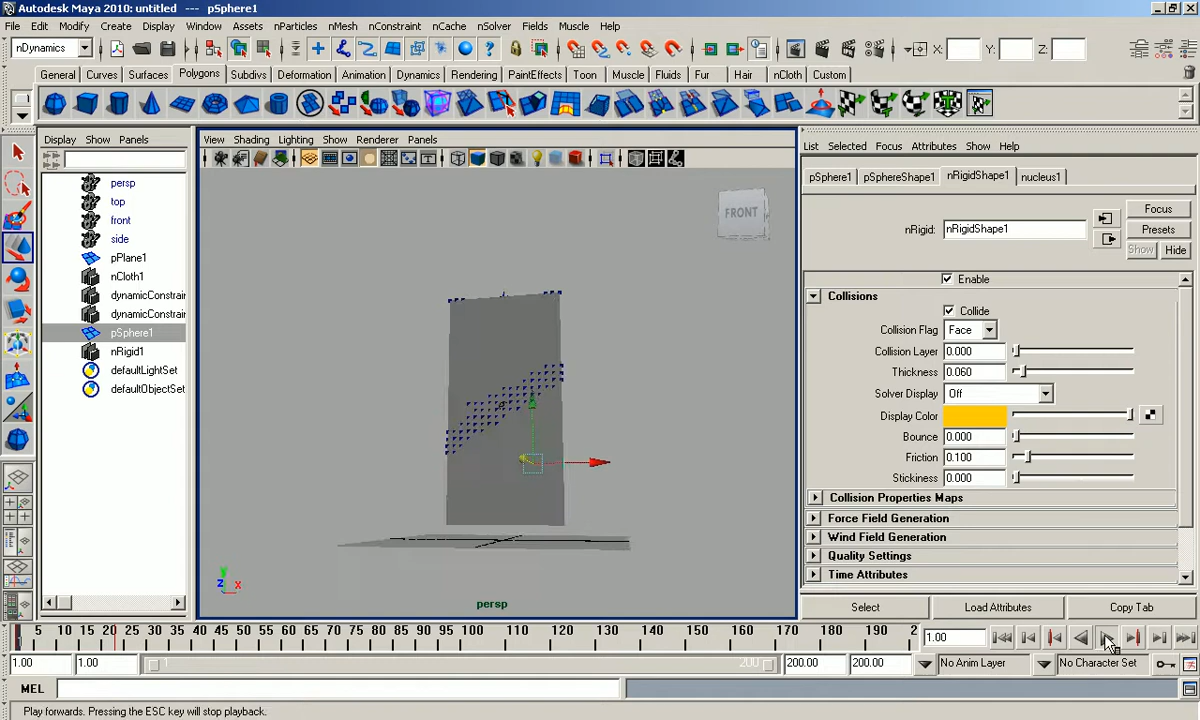 Autodesk Maya 2010: untitled --- pSphere1
File Edit Modify Create Display Window Assets nParticles nMesh nConstraint nCache nSolver Fields Muscle Help
nDynamics X: Y: Z:
General Curves Surfaces Polygons Subdivs Deformation Animation Dynamics Rendering PaintEffects Toon Muscle Fluids Fur Hair nCloth Custom
Display Show Panels
View Shading Lighting Show Renderer Panels
List Selected Focus Attributes Show Help
pSphere1 pSphereShape1 nRigidShape1 nucleus1
persp
top
front
side
pPlane1
nCloth1
dynamicConstrai
dynamicConstrai
pSphere1
nRigid1
defaultLightSet
defaultObjectSet
FRONT
y
z x
persp
nRigid: nRigidShape1
Focus
Presets
Show Hide
Enable
Collisions
Collide
Collision Flag Face
Collision Layer 0.000
Thickness 0.060
Solver Display Off
Display Color
Bounce 0.000
Friction 0.100
Stickiness 0.000
Collision Properties Maps
Force Field Generation
Wind Field Generation
Quality Settings
Time Attributes
Select Load Attributes Copy Tab
5 10 15 20 25 30 35 40 45 50 55 60 65 70 75 80 85 90 95 100 110 120 130 140 150 160 170 180 190 2 1.00
1.00 1.00 1 200 200.00 200.00 No Anim Layer No Character Set
MEL
Play forwards. Pressing the ESC key will stop playback.